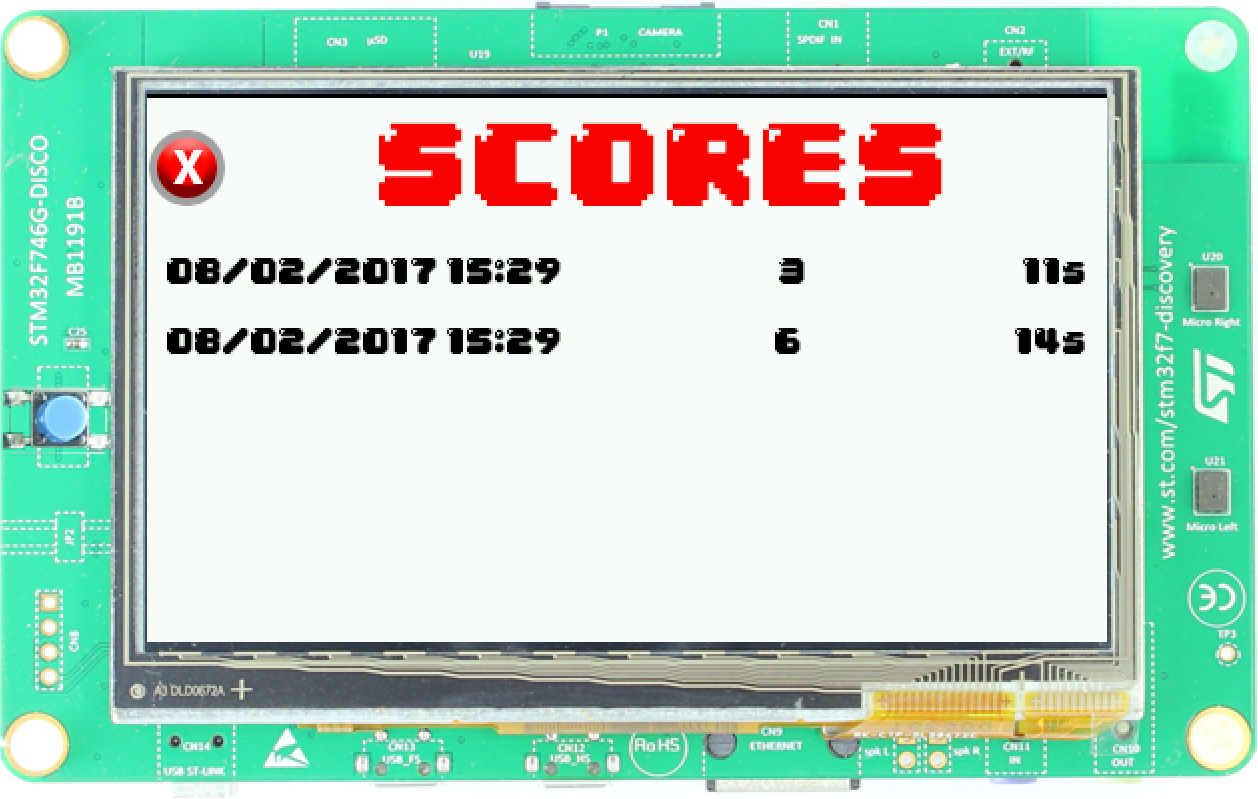 CN3 µSD
U19
P1 CAMERA
CN1
SPDIF IN
CN2
EXT/RF
STM32F746G-DISCO
MB1191B
SCORES
X
08/02/2017 15:29 3 11s
08/02/2017 15:29 6 14s
www.st.com/stm32f7-discovery
U20
Micro Right
ST
U21
Micro Left
CE
TP3
JP2
CN8
A3 DLD0672A
CN14
USB ST-LINK
CN13
USB_FS
CN12
USB_HS
RoHS
CN9
ETHERNET
spk L
spk R
CN11
IN
CN10
OUT